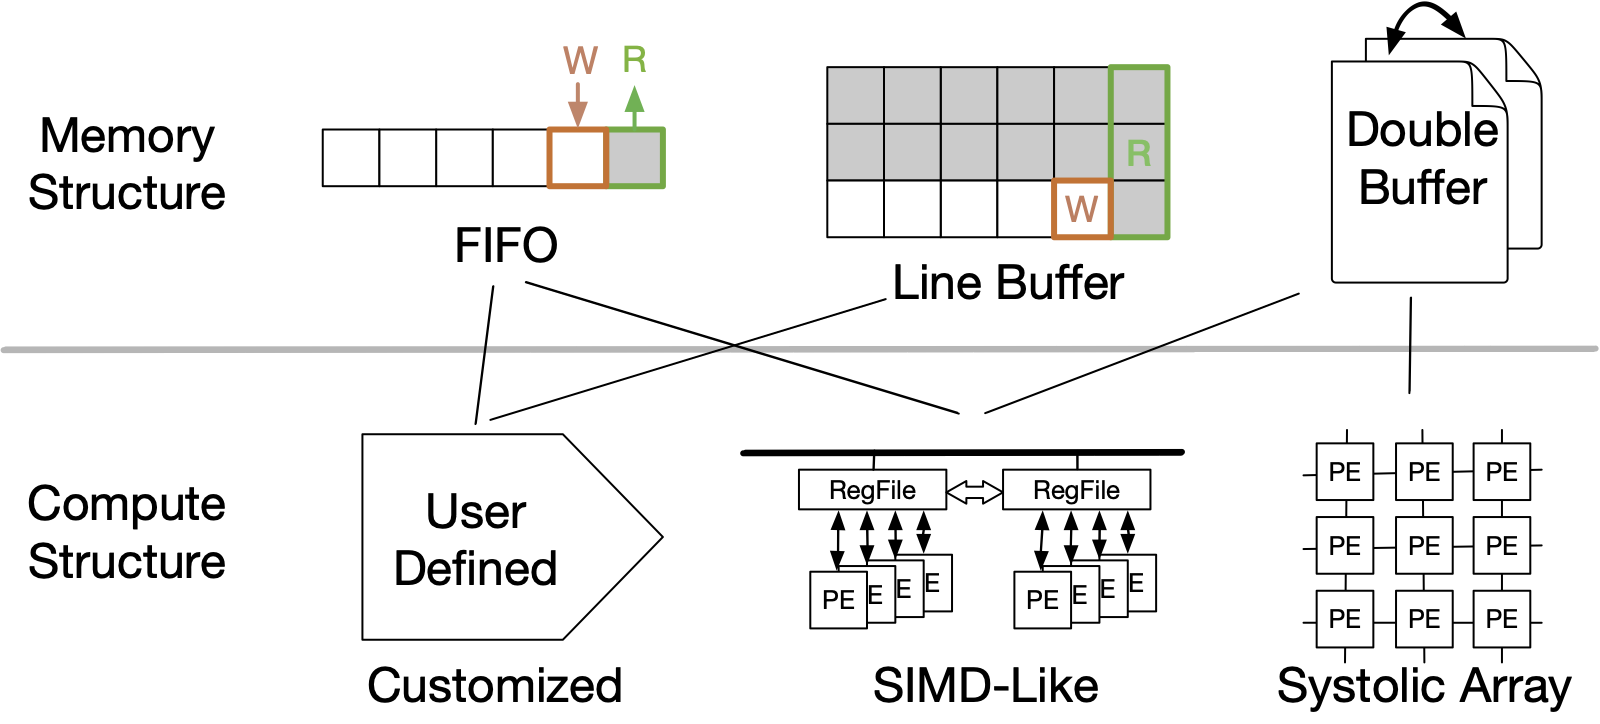 Memory
Structure
W
R
FIFO
R
W
Line Buffer
Double
Buffer
Compute
Structure
User
Defined
Customized
RegFile
RegFile
PE
E
E
E
PE
E
E
E
SIMD-Like
PE
PE
PE
PE
PE
PE
PE
PE
PE
Systolic Array